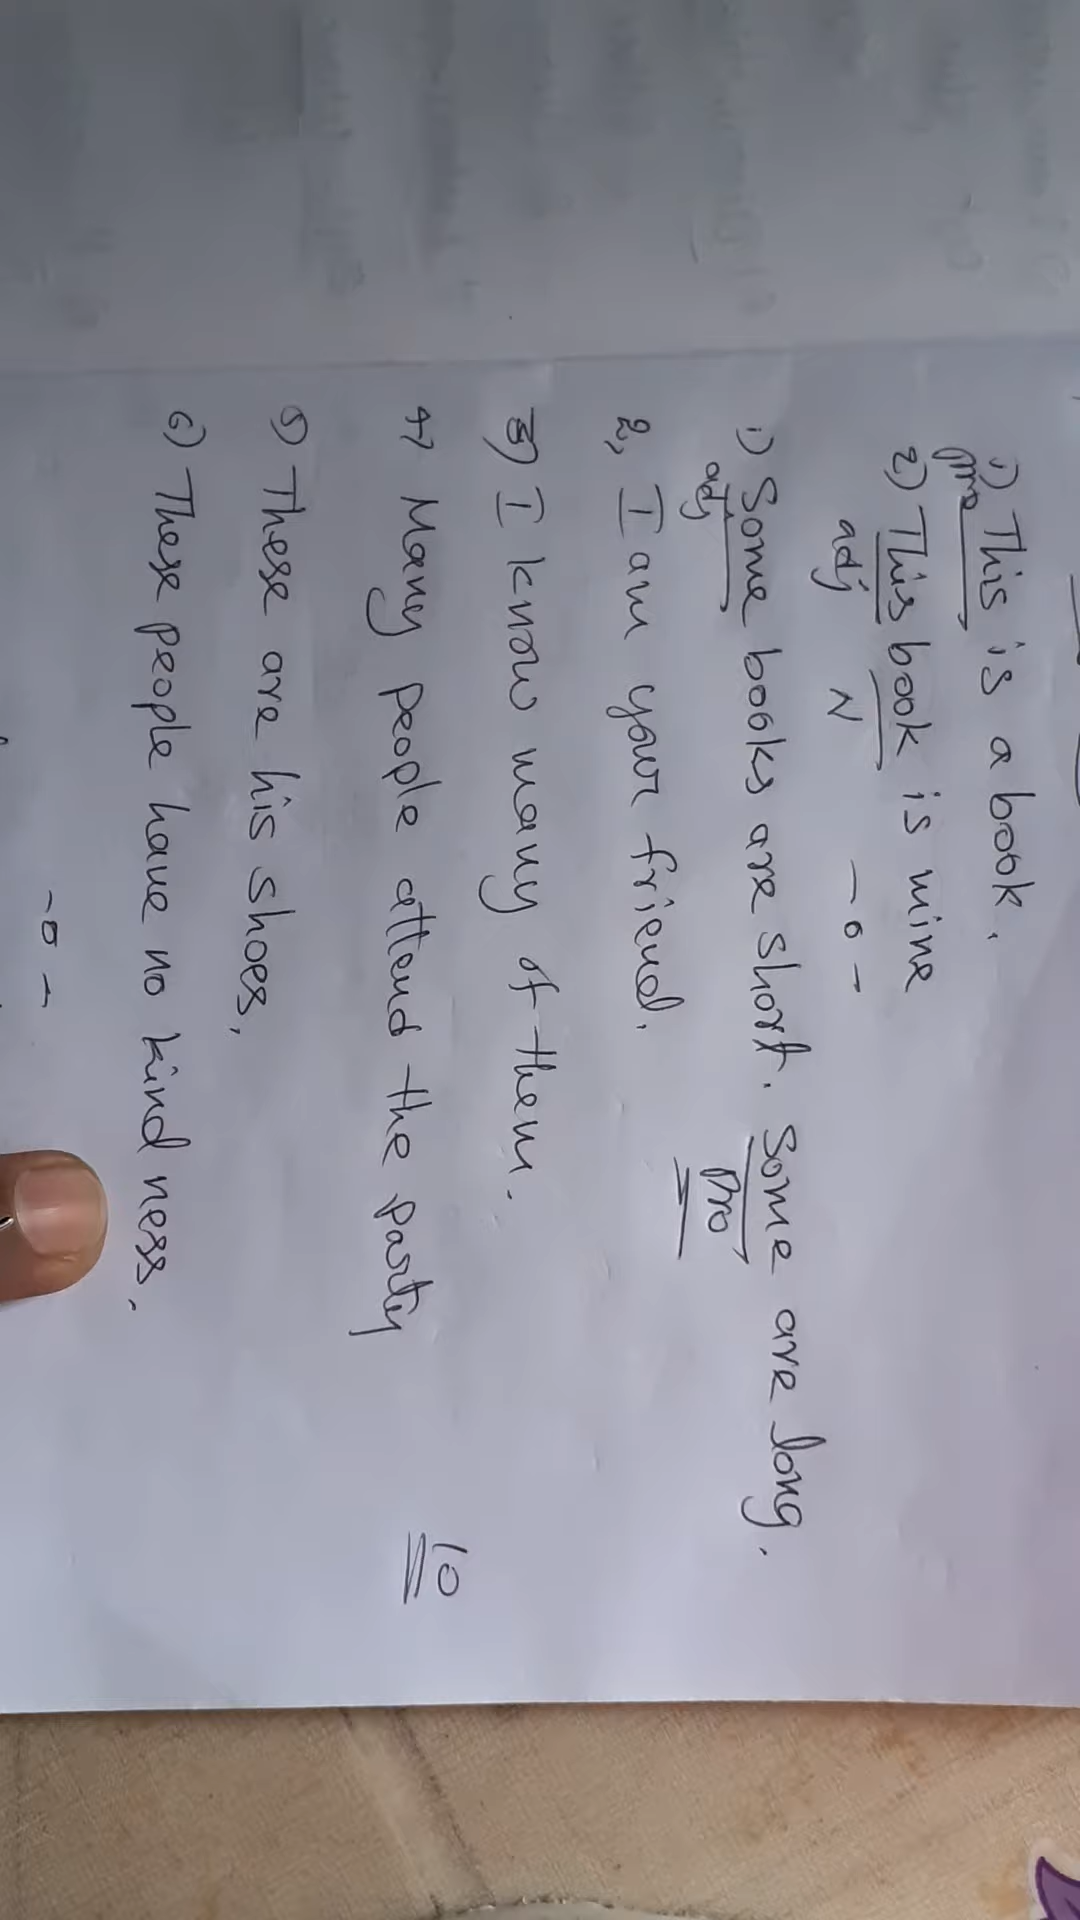 1) This is a book.
pro
2) This book is mine
adj N
-o-
1) Some books are short. Some are long.
adj Pro
2, I am your friend.
3) I know many of them.
4) Many people attend the party
10
5) These are his shoes.
6) These people have no kind ness.
-o-